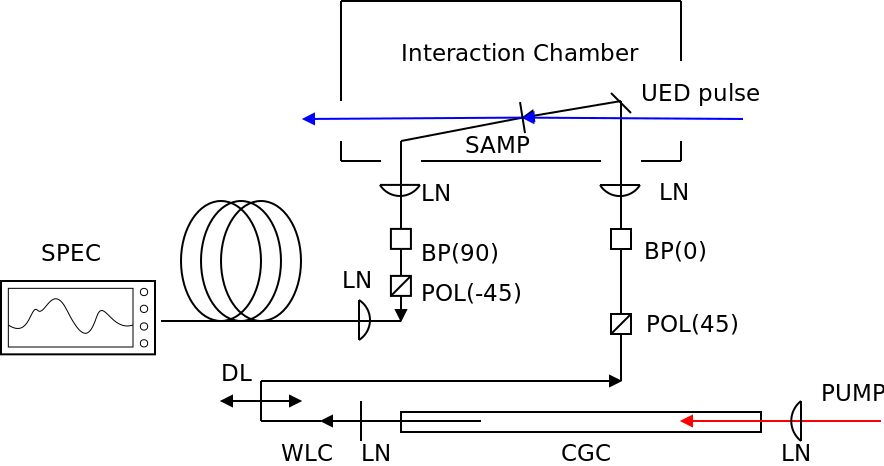 Interaction Chamber
UED pulse
SAMP
LN
LN
SPEC
BP(90)
BP(0)
LN
POL(-45)
POL(45)
DL
PUMP
WLC
LN
CGC
LN